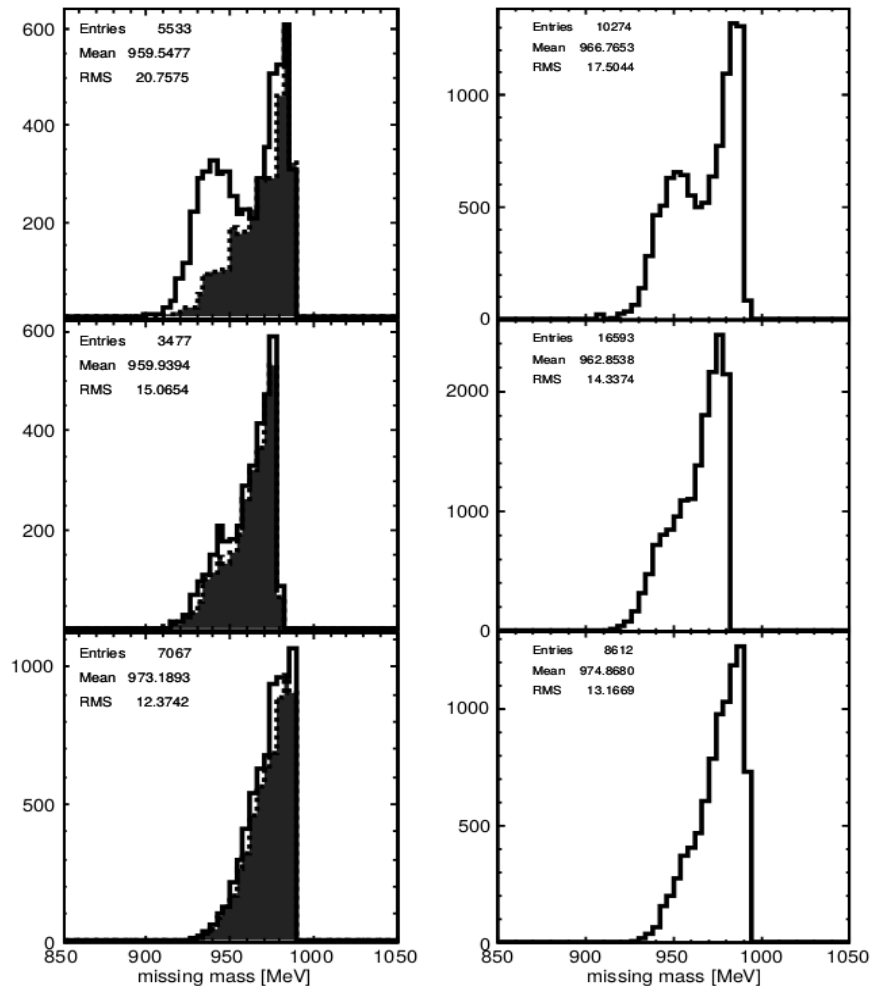 600
400
200
Entries 5533
Mean 959.5477
RMS 20.7575
1000
500
0
Entries 10274
Mean 966.7653
RMS 17.5044
600
400
200
Entries 3477
Mean 959.9394
RMS 15.0654
2000
1000
0
Entries 16593
Mean 962.8538
RMS 14.3374
1000
500
0
Entries 7067
Mean 973.1893
RMS 12.3742
850 900 950 1000 1050
missing mass [MeV]
1000
500
0
Entries 8612
Mean 974.8680
RMS 13.1669
850 900 950 1000 1050
missing mass [MeV]